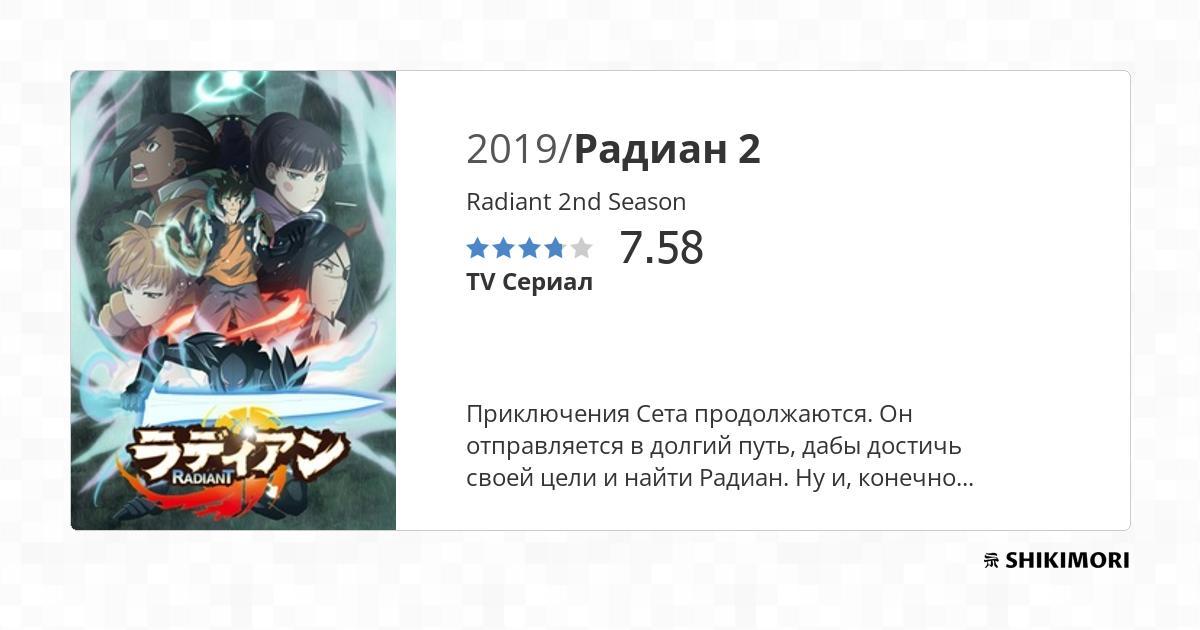 2019/Радиан 2
Radiant 2nd Season
7.58
TV Сериал
Приключения Сета продолжаются. Он
отправляется в долгий путь, дабы достичь
своей цели и найти Радиан. Ну и, конечно...
ラディアン
RADIANT
SHIKIMORI